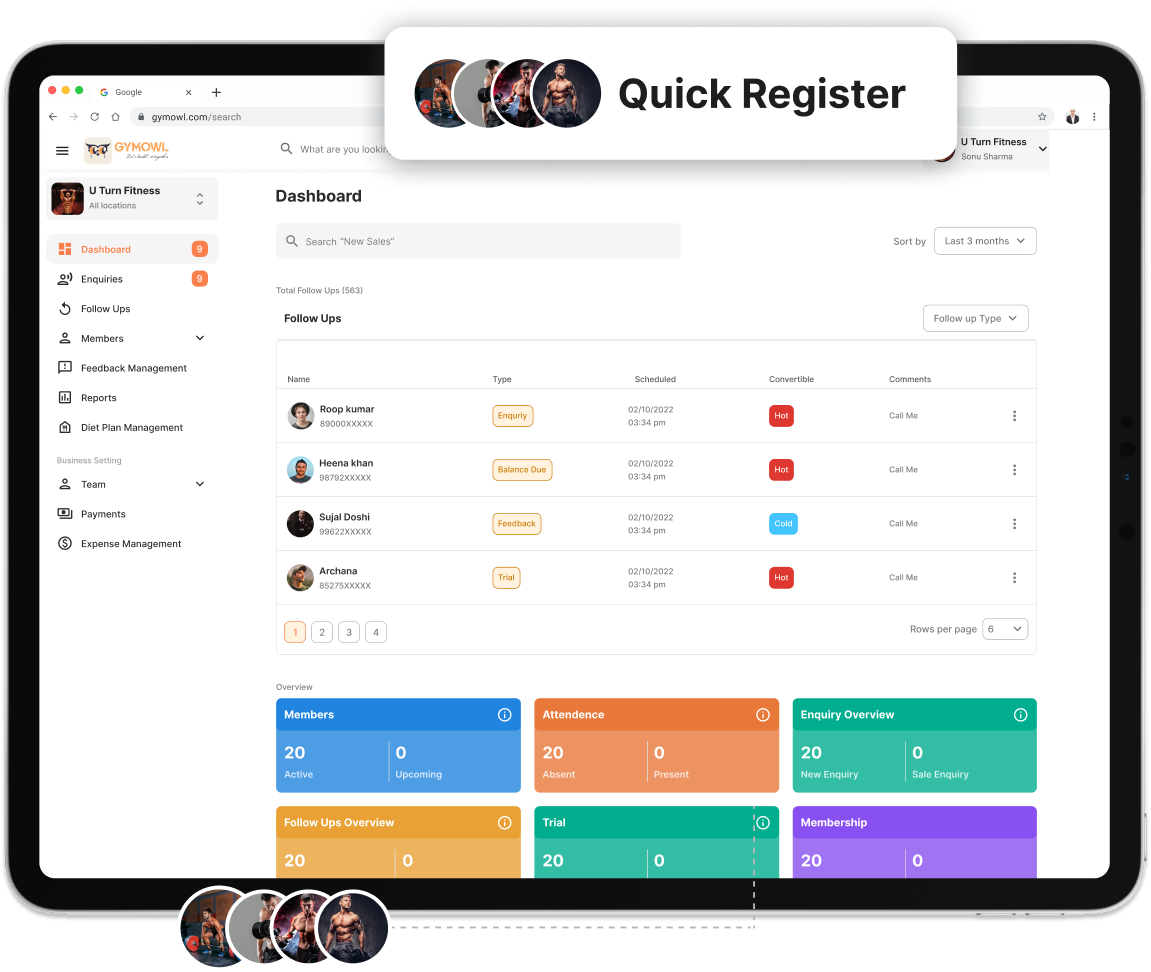 Quick Register
Google
gymowl.com/search
GYMOWL
What are you lookin
U Turn Fitness
Sonu Sharma
U Turn Fitness
All locations
Dashboard 9
Enquiries 9
Follow Ups
Members
Feedback Management
Reports
Diet Plan Management
Business Setting
Team
Payments
Expense Management
Dashboard
Search "New Sales"
Sort by Last 3 months
Total Follow Ups (563)
Follow Ups
Follow up Type
Name Type Scheduled Convertible Comments
Roop kumar
89000XXXXX
Enquriy
02/10/2022
03:34 pm
Hot
Call Me
Heena khan
98792XXXXX
Balance Due
02/10/2022
03:34 pm
Hot
Call Me
Sujal Doshi
99622XXXXX
Feedback
02/10/2022
03:34 pm
Cold
Call Me
Archana
85275XXXXX
Trial
02/10/2022
03:34 pm
Hot
Call Me
1 2 3 4
Rows per page 6
Overview
Members
20 0
Active Upcoming
Attendence
20 0
Absent Present
Enquiry Overview
20 0
New Enquiry Sale Enquiry
Follow Ups Overview
20 0
Trial
20 0
Membership
20 0